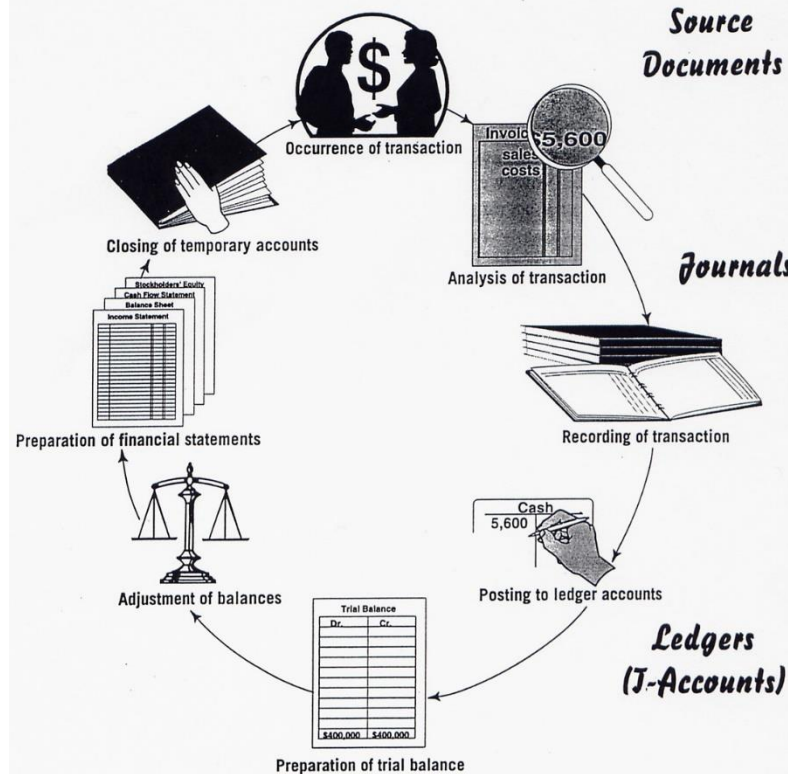 Source
Documents
$
Occurrence of transaction
$5,600
sales
costs
Analysis of transaction
Closing of temporary accounts
Journals
Stockholders' Equity
Cash Flow Statement
Balance Sheet
Income Statement
Preparation of financial statements
Recording of transaction
Cash
5,600
Posting to ledger accounts
Adjustment of balances
Trial Balance
Dr. Cr.
$400,000 $400,000
Ledgers
(T-Accounts)
Preparation of trial balance